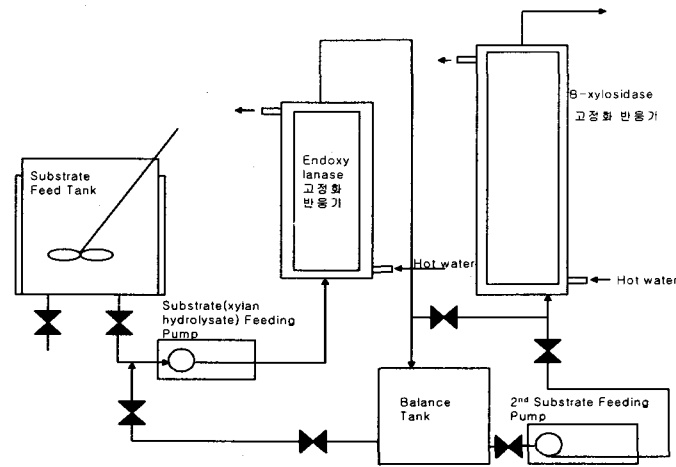 Substrate
Feed Tank
Endoxy
lanase
고정화
반응기
Hot water
Substrate(xylan
hydrolysate) Feeding
Pump
Balance
Tank
2nd Substrate Feeding
Pump
B-xylosidase
고정화 반응기
Hot water